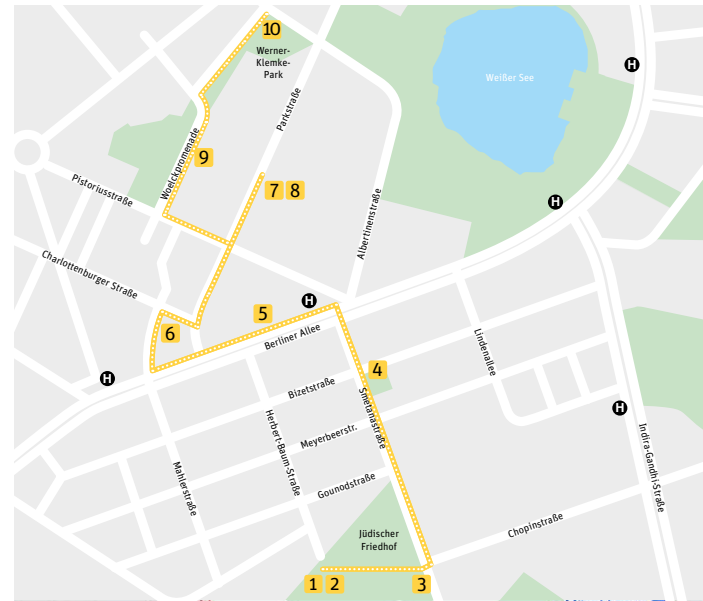 10
Werner-
Klemke-
Park
Weißer See
H
Parkstraße
9
Woelckpromenade
7 8
Pistoriusstraße
H
Albertinenstraße
Charlottenburger Straße
H
5
6
Berliner Allee
Lindenallee
4
H
Bizetstraße
Smetanastraße
H
Herbert-Baum-Straße
Meyerbeerstr.
Indira-Gandhi-Straße
Mahlerstraße
Gounodstraße
Chopinstraße
Jüdischer
Friedhof
1 2
3